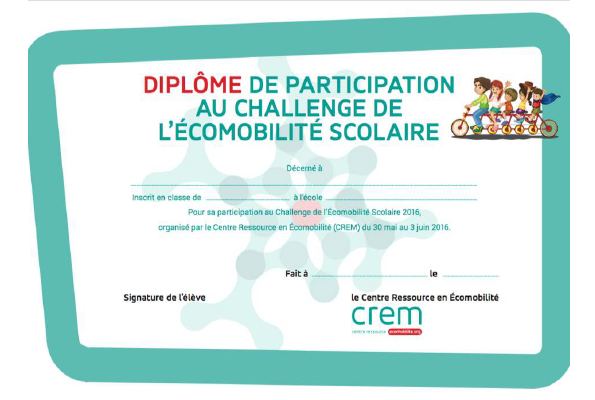 DIPLÔME DE PARTICIPATION
AU CHALLENGE DE
L'ÉCOMOBILITÉ SCOLAIRE
Décerné à
Inscrit en classe de à l'école
Pour sa participation au Challenge de l'Écomobilité Scolaire 2016,
organisé par le Centre Ressource en Écomobilité (CREM) du 30 mai au 3 juin 2016.
Fait à le
Signature de l'élève le Centre Ressource en Écomobilité
crem
centre ressource ecomobilite.org